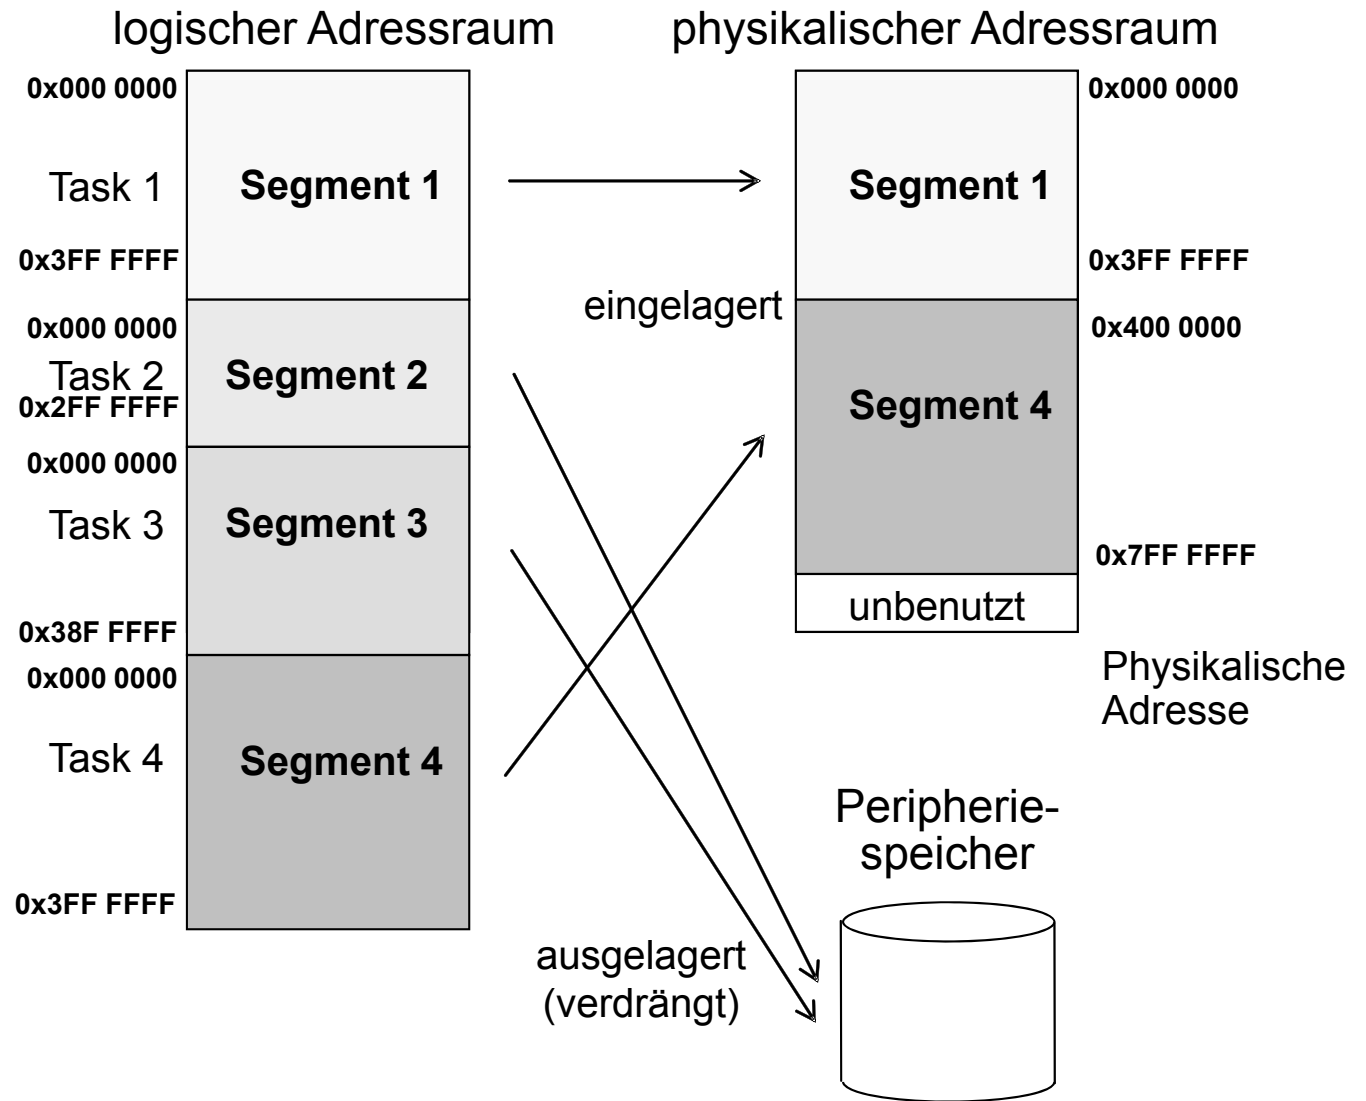 logischer Adressraum
physikalischer Adressraum
0x000 0000
Task 1
Segment 1
0x3FF FFFF
0x000 0000
Task 2
Segment 2
0x2FF FFFF
0x000 0000
Task 3
Segment 3
0x38F FFFF
0x000 0000
Task 4
Segment 4
0x3FF FFFF
eingelagert
ausgelagert
(verdrängt)
0x000 0000
Segment 1
0x3FF FFFF
0x400 0000
Segment 4
0x7FF FFFF
unbenutzt
Physikalische
Adresse
Peripherie-
speicher